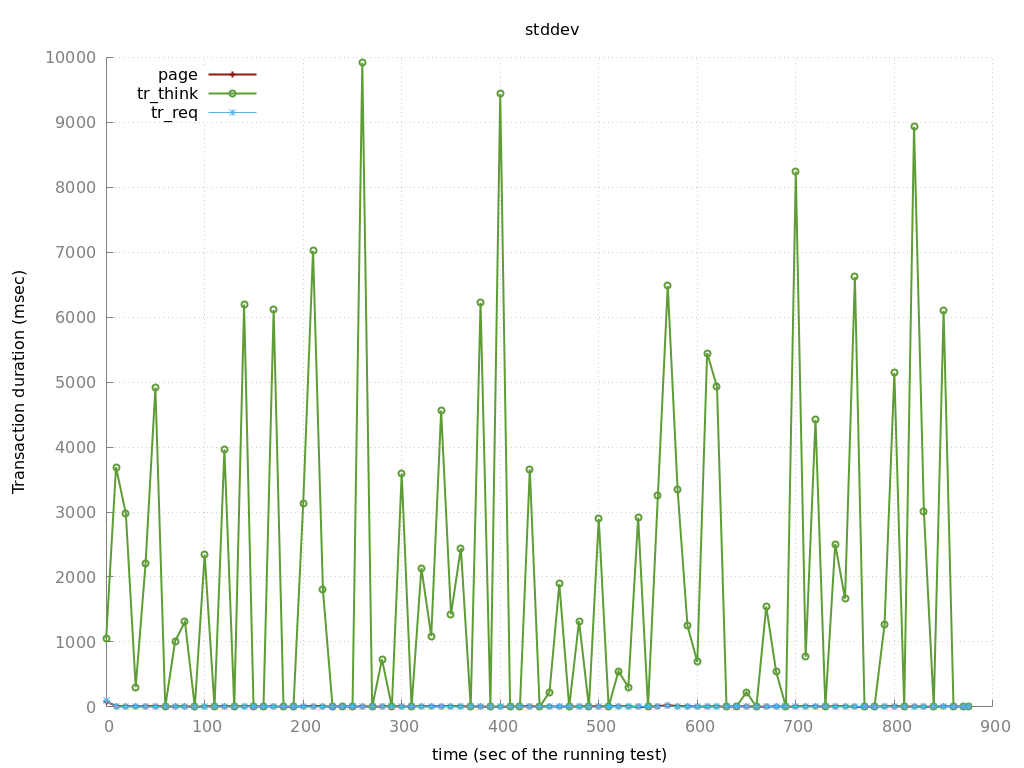 stddev
10000
9000
8000
7000
6000
5000
4000
3000
2000
1000
0
page
tr_think
tr_req
Transaction duration (msec)
0 100 200 300 400 500 600 700 800 900
time (sec of the running test)